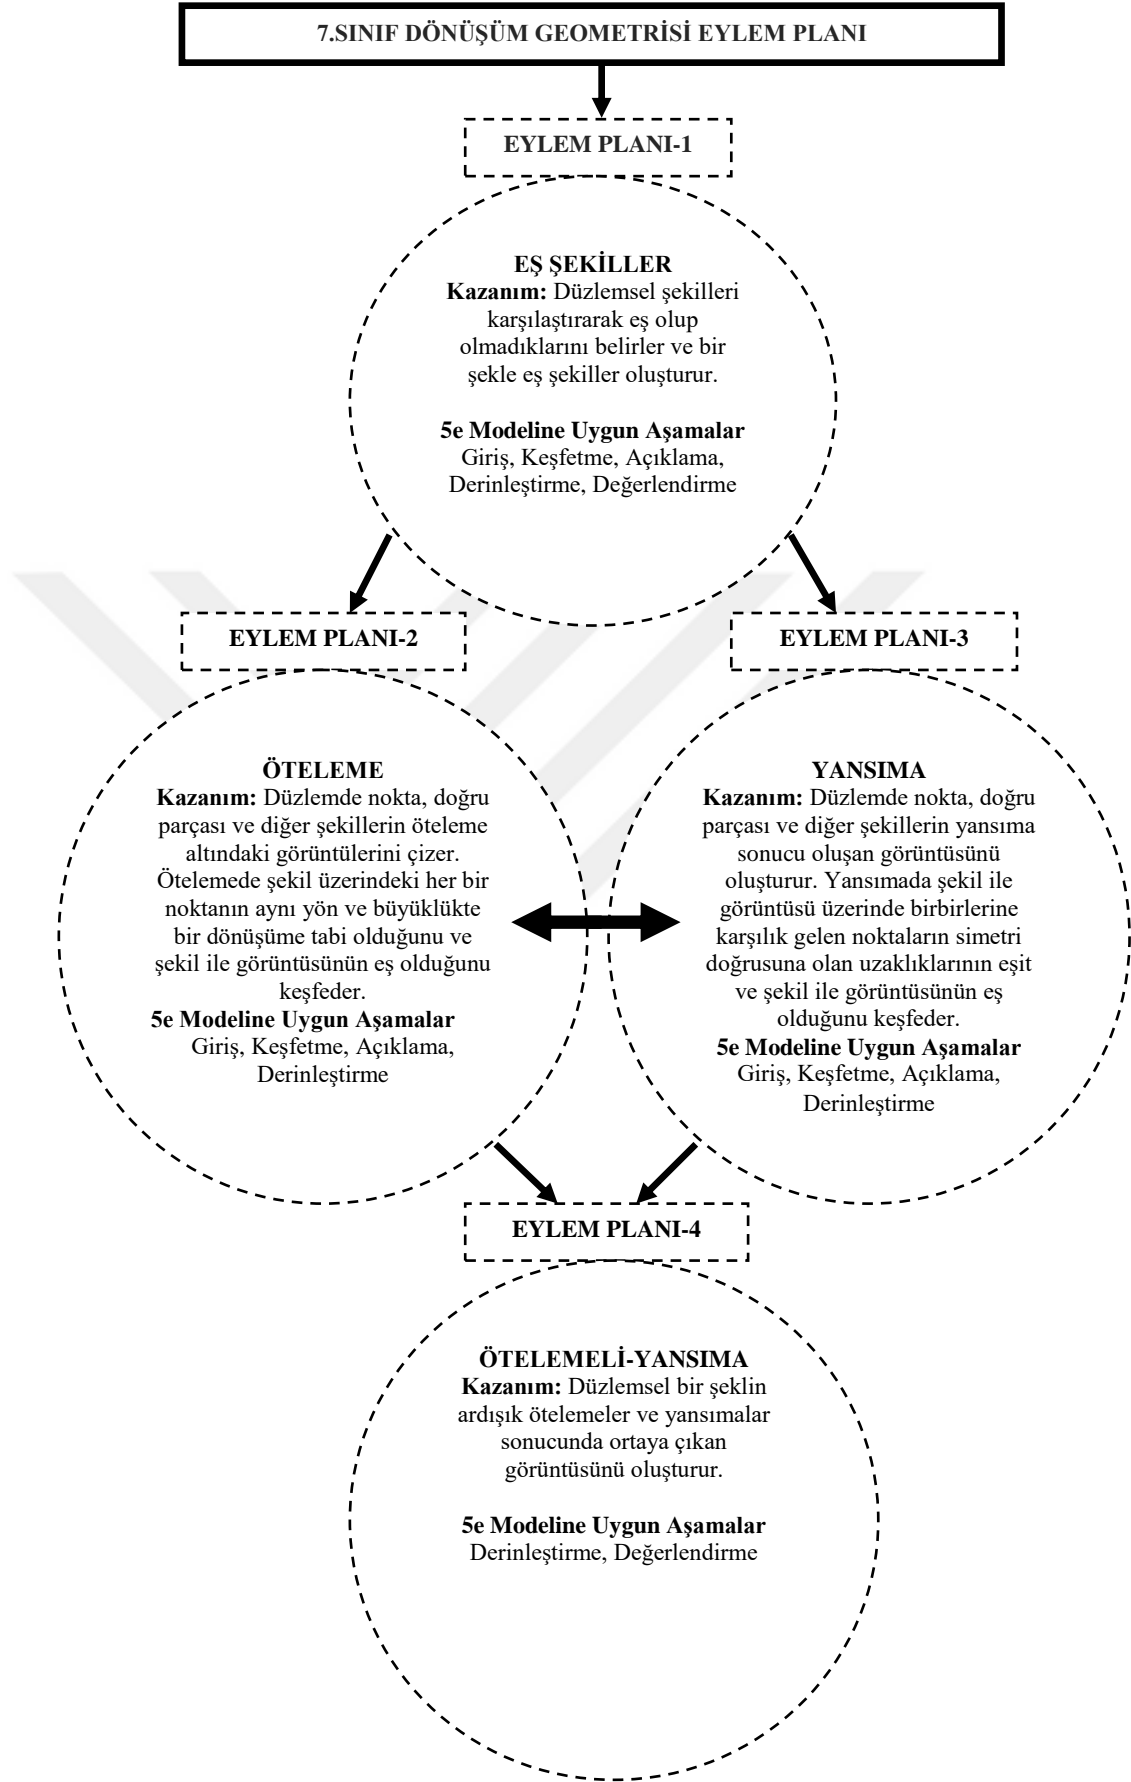 7.SINIF DÖNÜŞÜM GEOMETRİSİ EYLEM PLANI
EYLEM PLANI-1
EŞ ŞEKİLLER
Kazanım: Düzlemsel şekilleri
karşılaştırarak eş olup
olmadıklarını belirler ve bir
şekle eş şekiller oluşturur.
5e Modeline Uygun Aşamalar
Giriş, Keşfetme, Açıklama,
Derinleştirme, Değerlendirme
EYLEM PLANI-2
ÖTELEME
Kazanım: Düzlemde nokta, doğru
parçası ve diğer şekillerin öteleme
altındaki görüntülerini çizer.
Ötelemede şekil üzerindeki her bir
noktanın aynı yön ve büyüklükte
bir dönüşüme tabi olduğunu ve
şekil ile görüntüsünün eş olduğunu
keşfeder.
5e Modeline Uygun Aşamalar
Giriş, Keşfetme, Açıklama,
Derinleştirme
EYLEM PLANI-3
YANSIMA
Kazanım: Düzlemde nokta, doğru
parçası ve diğer şekillerin yansıma
sonucu oluşan görüntüsünü
oluşturur. Yansımada şekil ile
görüntüsü üzerinde birbirlerine
karşılık gelen noktaların simetri
doğrusuna olan uzaklıklarının eşit
ve şekil ile görüntüsünün eş
olduğunu keşfeder.
5e Modeline Uygun Aşamalar
Giriş, Keşfetme, Açıklama,
Derinleştirme
EYLEM PLANI-4
ÖTELEMELİ-YANSIMA
Kazanım: Düzlemsel bir şeklin
ardışık ötelemeler ve yansımalar
sonucunda ortaya çıkan
görüntüsünü oluşturur.
5e Modeline Uygun Aşamalar
Derinleştirme, Değerlendirme